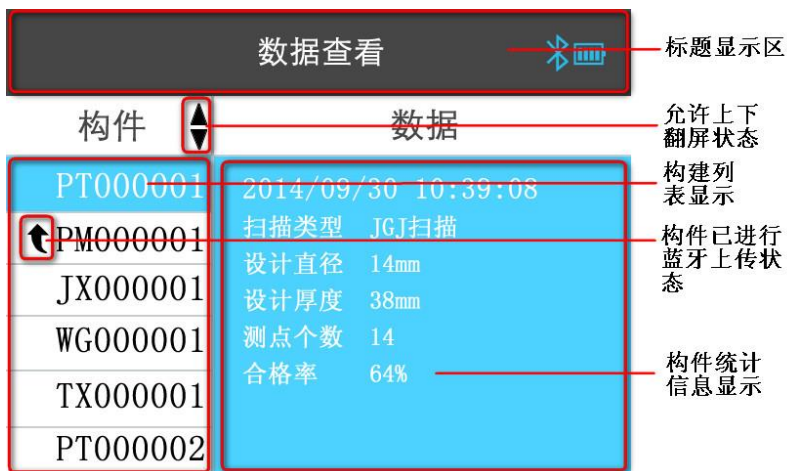 数据查看
标题显示区
构件
数据
允许上下
翻屏状态
PT000001
PM000001
JX000001
WG000001
TX000001
PT000002
2014/09/30 10:39:08
扫描类型 JGJ扫描
设计直径 14mm
设计厚度 38mm
测点个数 14
合格率 64%
构建列
表显示
构件已进行
蓝牙上传状
态
构件统计
信息显示